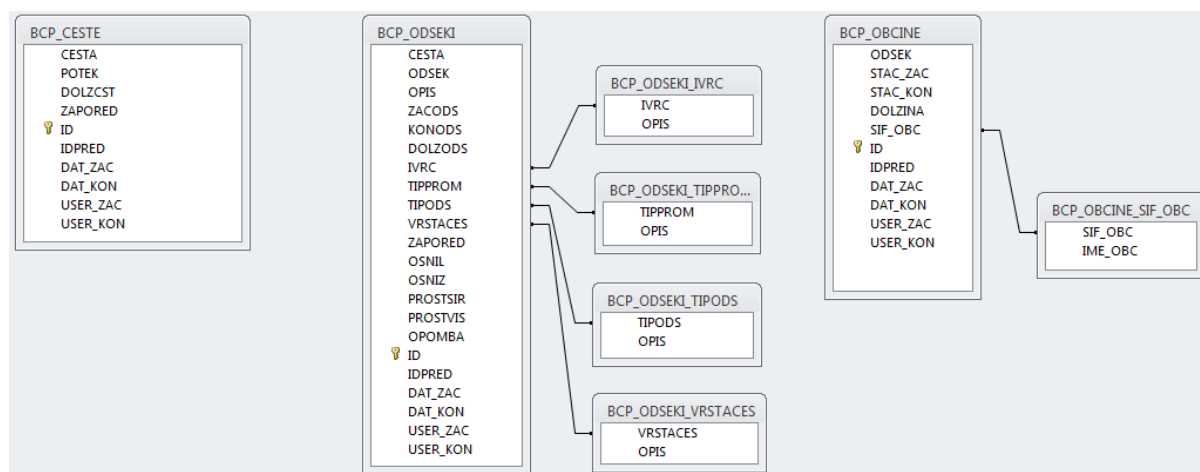 BCP_CESTE
CESTA
POTEK
DOLZCST
ZAPORED
ID
IDPRED
DAT_ZAC
DAT_KON
USER_ZAC
USER_KON
BCP_ODSEKI
CESTA
ODSEK
OPIS
ZACODS
KONODS
DOLZODS
IVRC
TIPPROM
TIPODS
VRSTACES
ZAPORED
OSNIL
OSNIZ
PROSTSIR
PROSTVIS
OPOMBA
ID
IDPRED
DAT_ZAC
DAT_KON
USER_ZAC
USER_KON
BCP_ODSEKI_IVRC
IVRC
OPIS
BCP_ODSEKI_TIPPRO...
TIPPROM
OPIS
BCP_ODSEKI_TIPODS
TIPODS
OPIS
BCP_ODSEKI_VRSTACES
VRSTACES
OPIS
BCP_OBCINE
ODSEK
STAC_ZAC
STAC_KON
DOLZINA
SIF_OBC
ID
IDPRED
DAT_ZAC
DAT_KON
USER_ZAC
USER_KON
BCP_OBCINE_SIF_OBC
SIF_OBC
IME_OBC